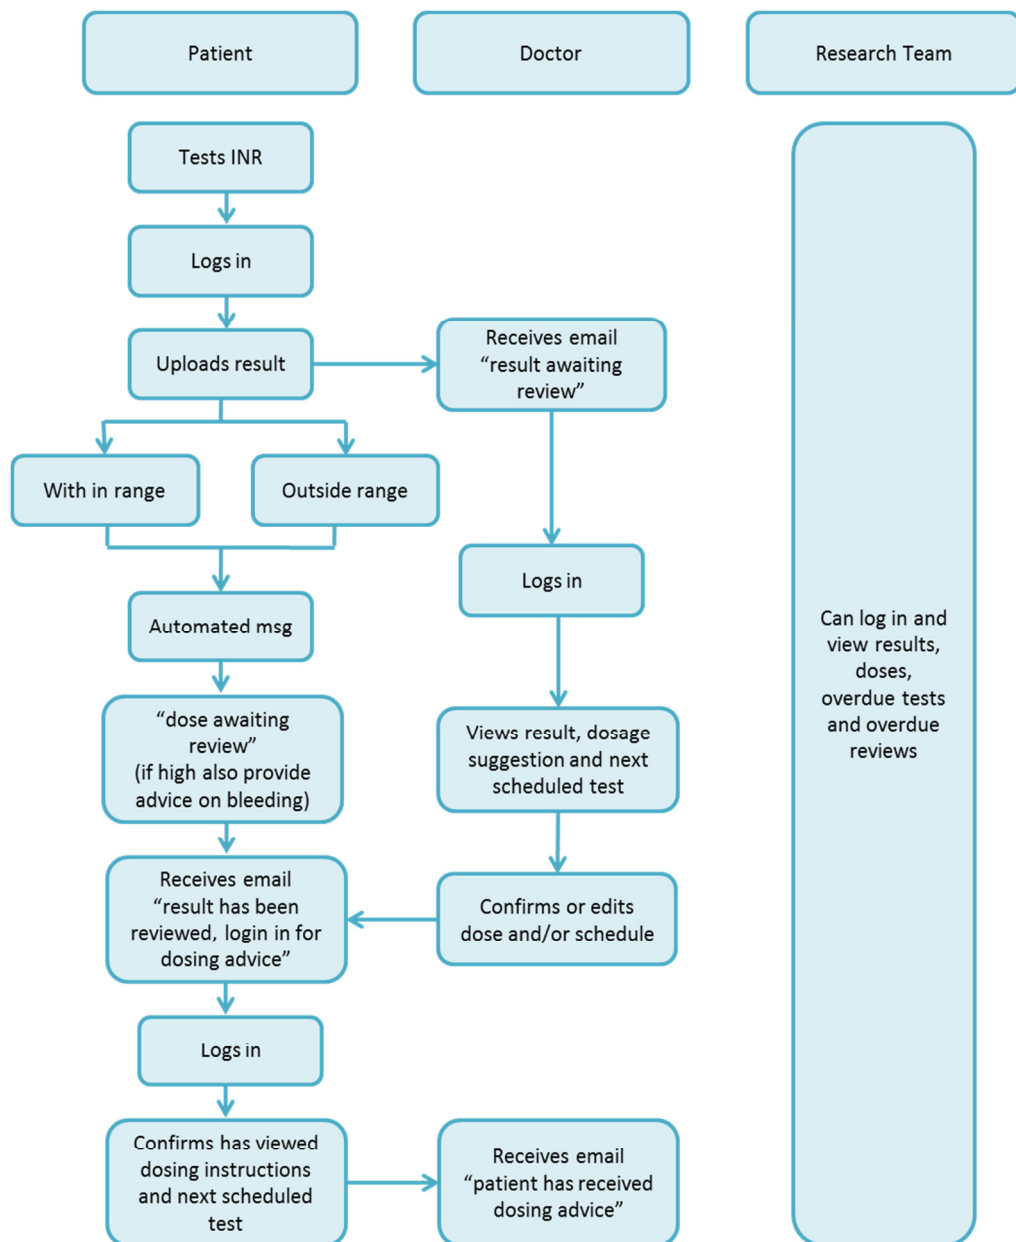 Patient
Doctor
Research Team
Tests INR
Logs in
Uploads result
Receives email
“result awaiting
review”
With in range
Outside range
Logs in
Automated msg
Can log in and
view results,
doses,
overdue tests
and overdue
reviews
“dose awaiting
review”
(if high also provide
advice on bleeding)
Views result, dosage
suggestion and next
scheduled test
Receives email
“result has been
reviewed, login in for
dosing advice”
Confirms or edits
dose and/or schedule
Logs in
Confirms has viewed
dosing instructions
and next scheduled
test
Receives email
“patient has received
dosing advice”